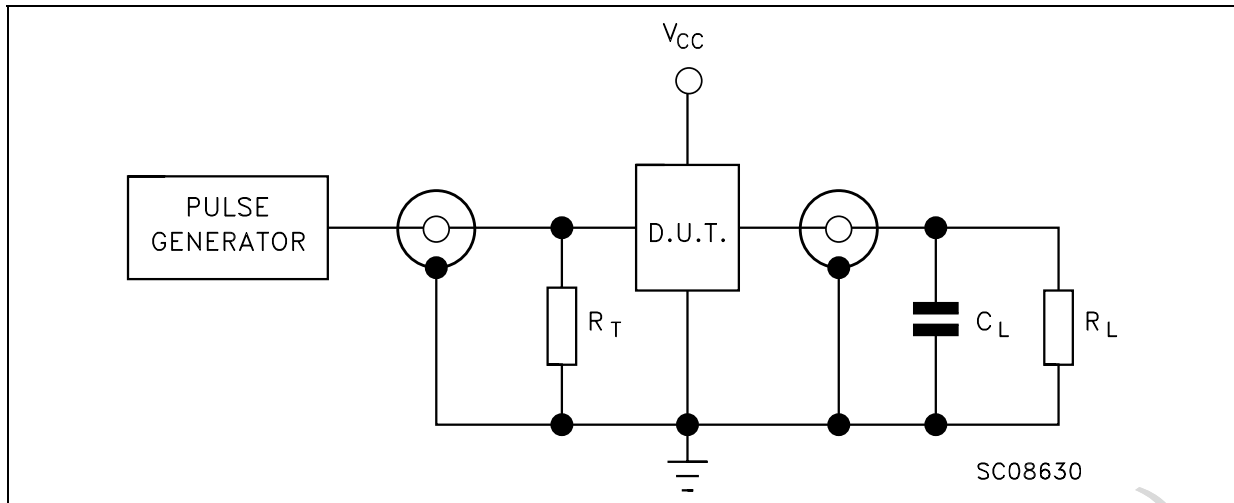 VCC
PULSE
GENERATOR
D.U.T.
RT
CL
RL
SC08630